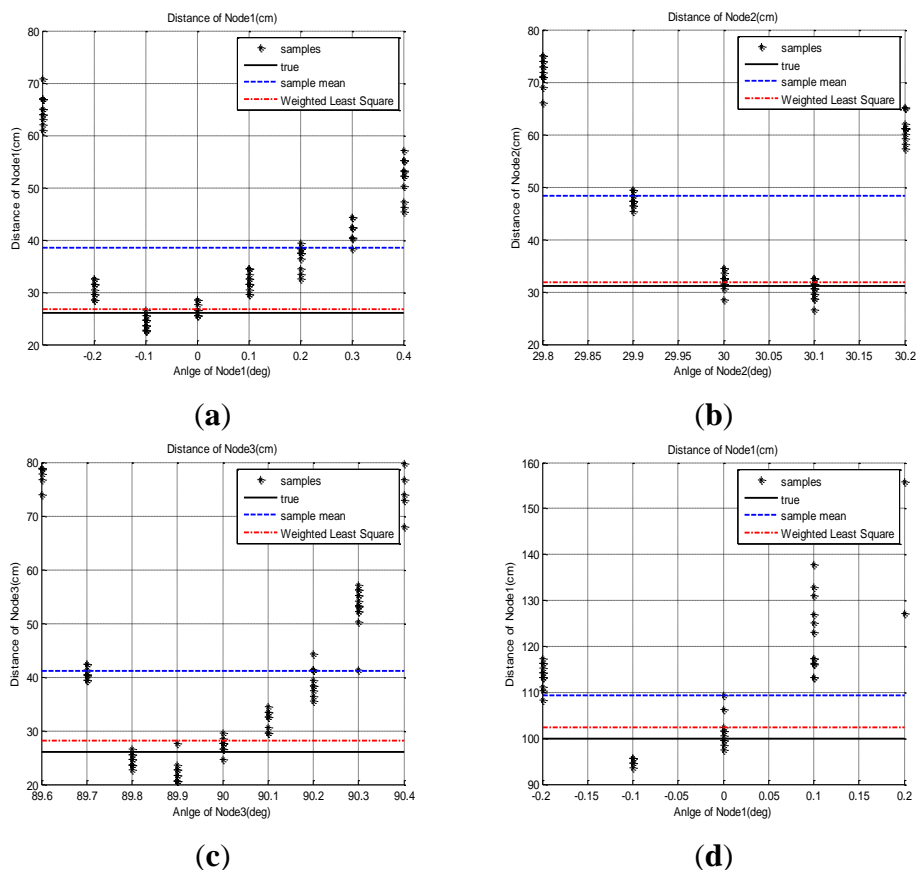 Distance of Node1(cm)
samples
true
sample mean
Weighted Least Square
Distance of Node1(cm)
80
70
60
50
40
30
20
-0.2 -0.1 0 0.1 0.2 0.3 0.4
Anlge of Node1(deg)
(a)
Distance of Node2(cm)
samples
true
sample mean
Weighted Least Square
Distance of Node2(cm)
80
70
60
50
40
30
20
29.8 29.85 29.9 29.95 30 30.05 30.1 30.15 30.2
Anlge of Node2(deg)
(b)
Distance of Node3(cm)
samples
true
sample mean
Weighted Least Square
Distance of Node3(cm)
80
70
60
50
40
30
20
89.6 89.7 89.8 89.9 90 90.1 90.2 90.3 90.4
Anlge of Node3(deg)
(c)
Distance of Node1(cm)
samples
true
sample mean
Weighted Least Square
Distance of Node1(cm)
160
150
140
130
120
110
100
90
-0.2 -0.15 -0.1 -0.05 0 0.05 0.1 0.15 0.2
Anlge of Node1(deg)
(d)